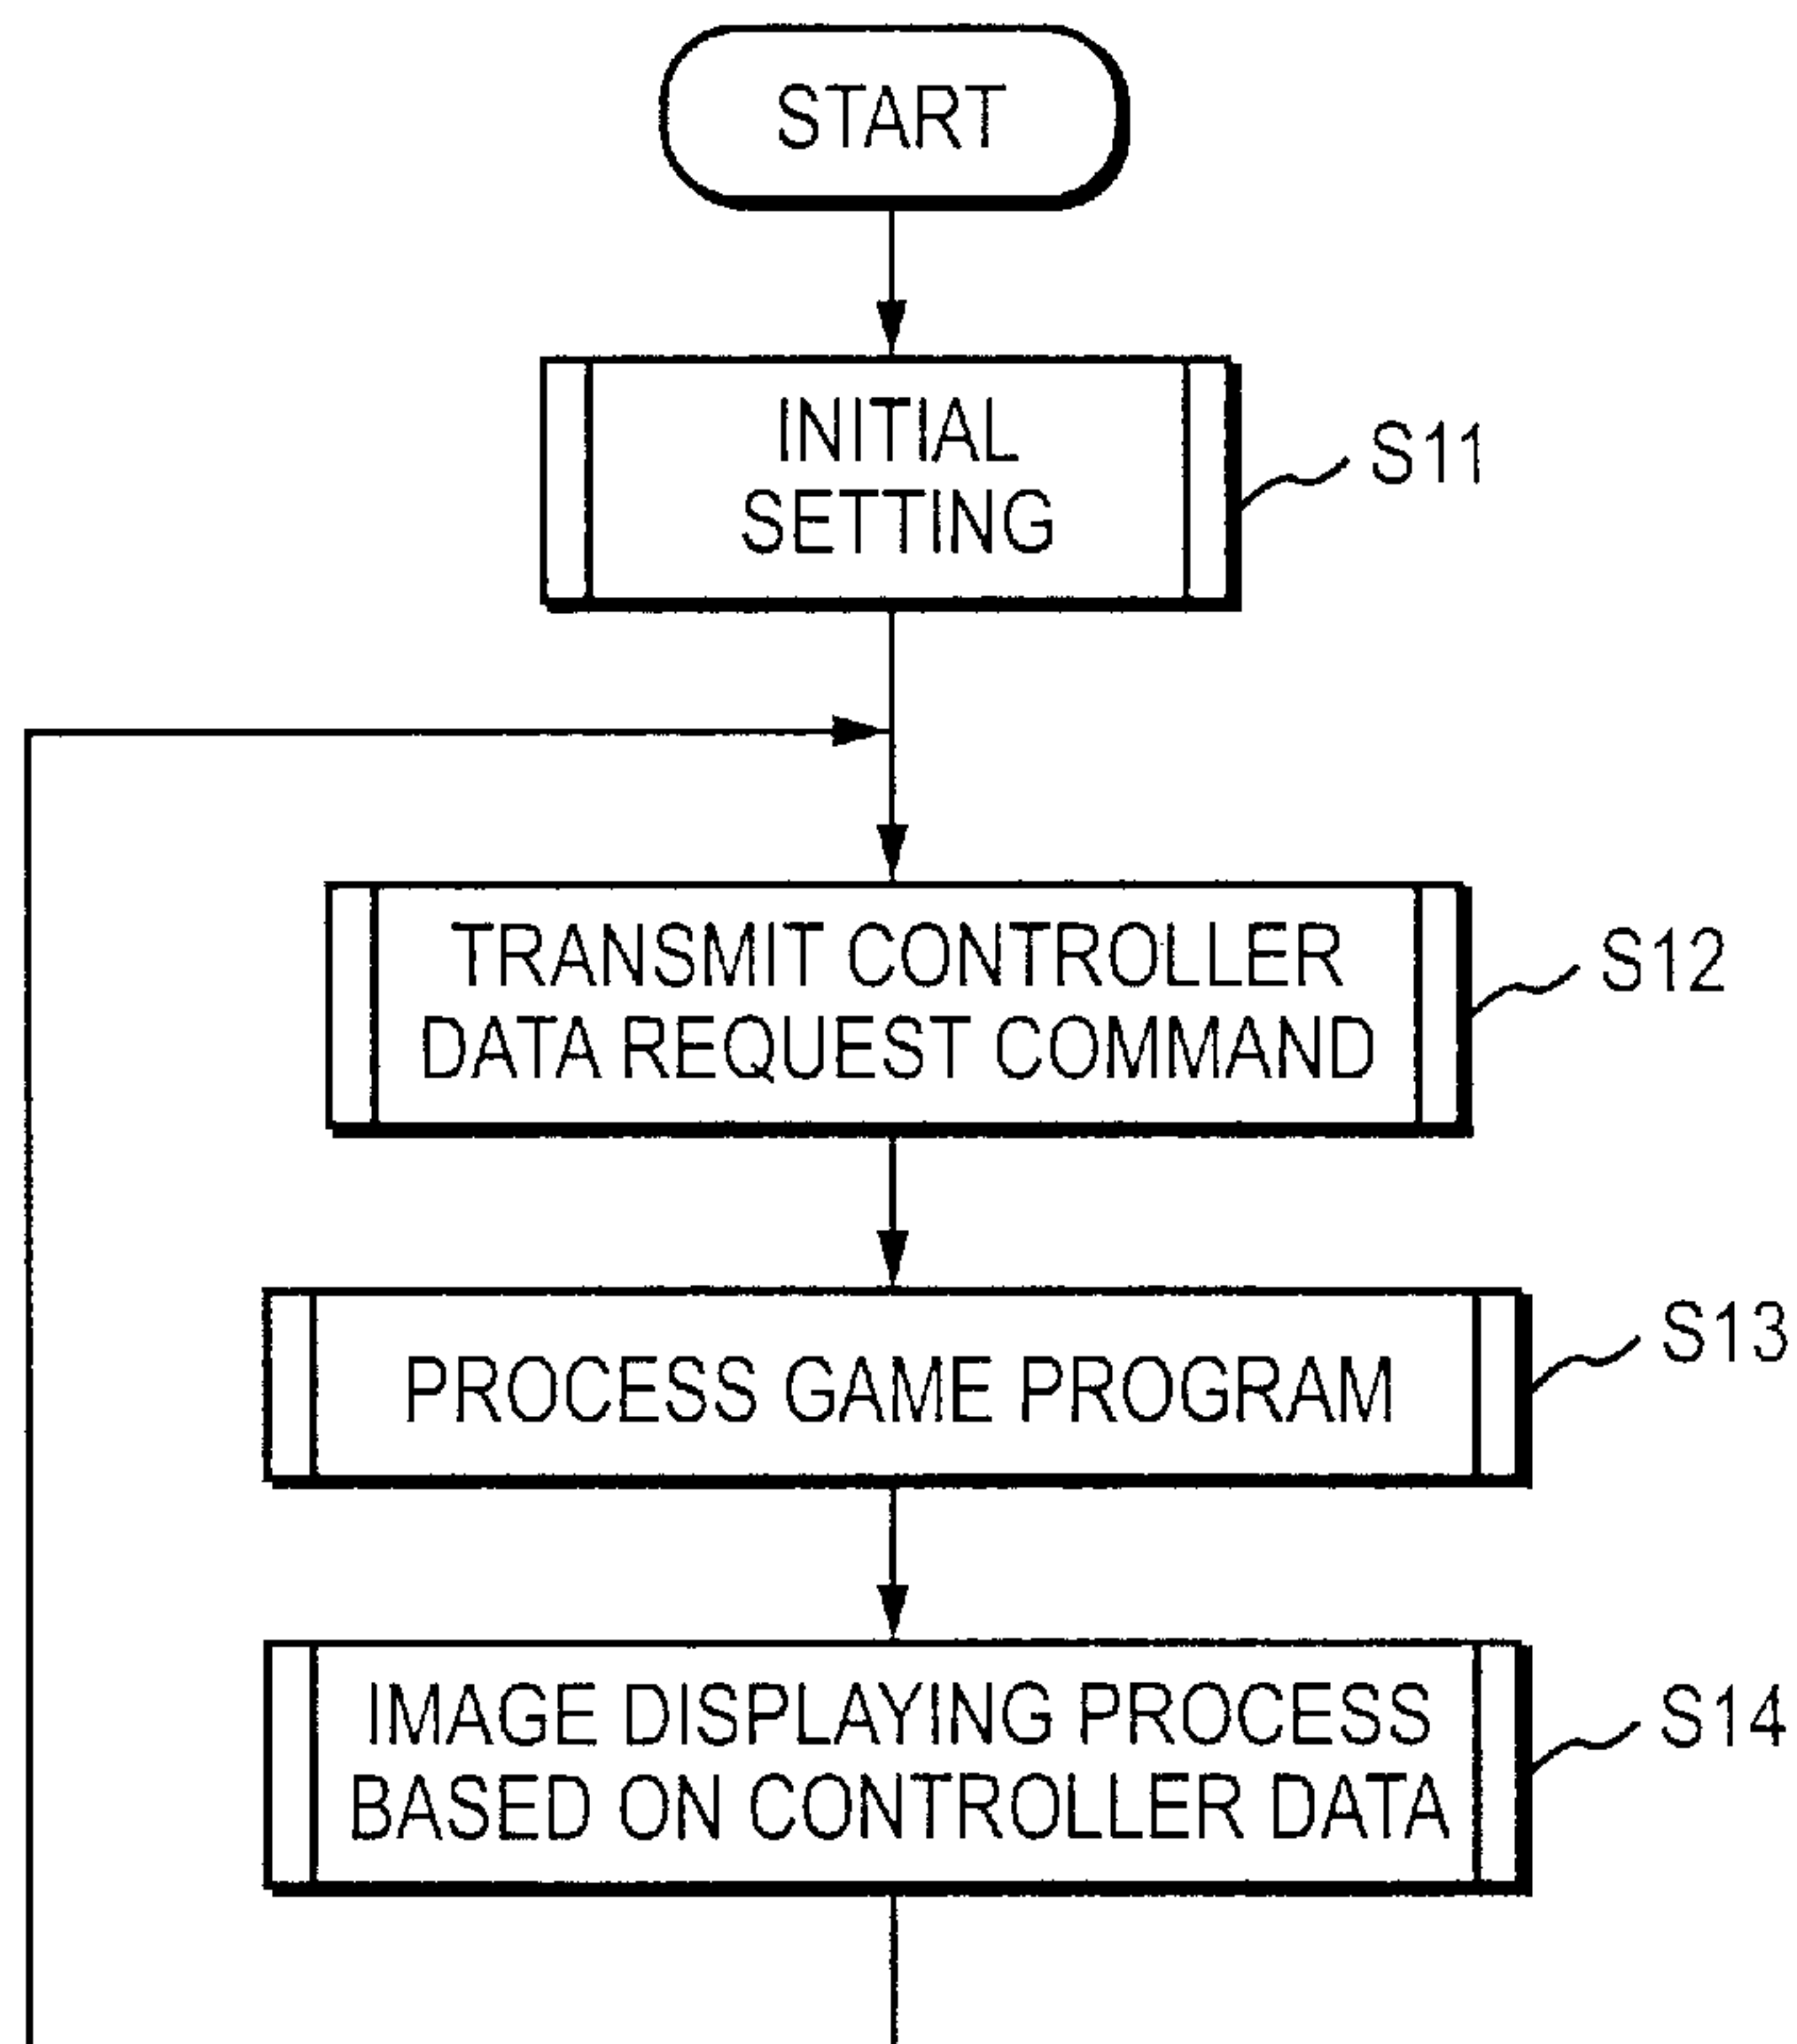 START
INITIAL
SETTING
S11
TRANSMIT CONTROLLER
DATA REQUEST COMMAND
S12
PROCESS GAME PROGRAM
S13
IMAGE DISPLAYING PROCESS
BASED ON CONTROLLER DATA
S14